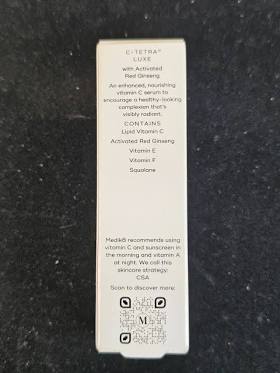 C-TETRA®
LUXE
with Activated
Red Ginseng
An enhanced, nourishing
vitamin C serum to
encourage a healthy-looking
complexion that's
visibly radiant.
CONTAINS
Lipid Vitamin C
Activated Red Ginseng
Vitamin E
Vitamin F
Squalane
Medik8 recommends using
vitamin C and sunscreen in
the morning and vitamin A
at night. We call this
skincare strategy:
CSA
Scan to discover more:
M